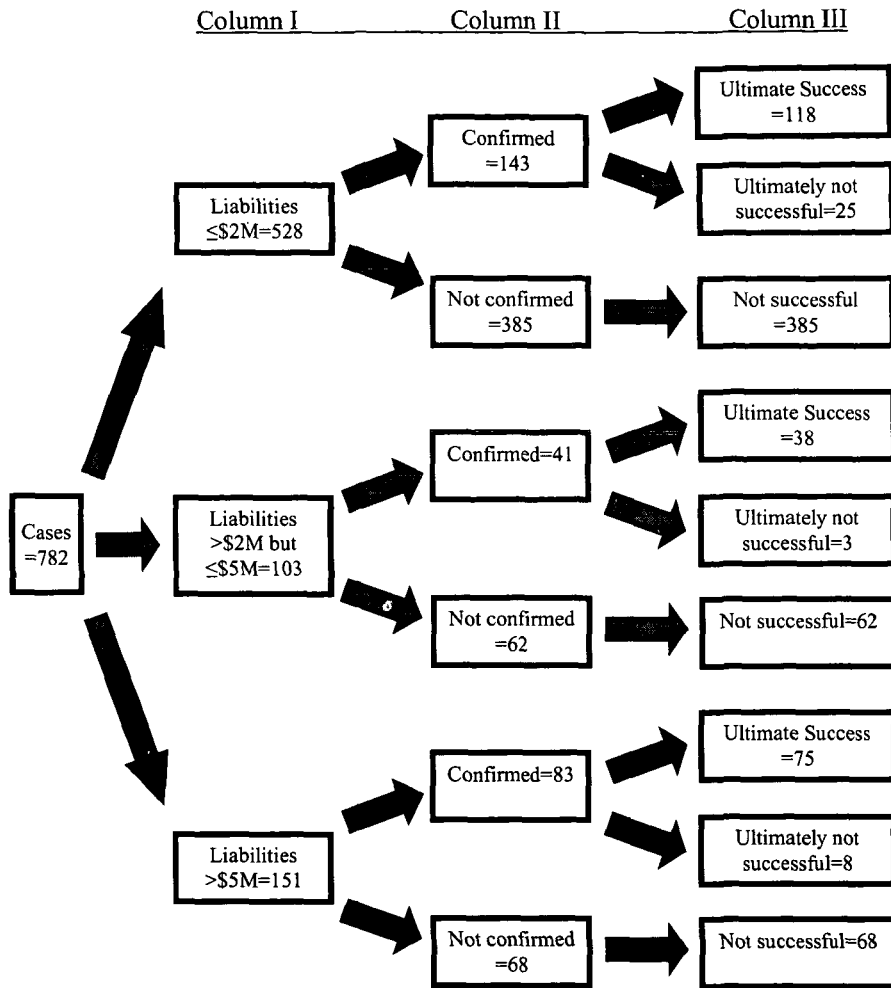 Column I Column II Column III
Ultimate Success
=118
Confirmed
=143
Ultimately not
successful=25
Liabilities
≤$2M=528
Not confirmed
=385
Not successful
=385
Ultimate Success
=38
Confirmed=41
Ultimately not
successful=3
Cases
=782
Liabilities
>$2M but
≤$5M=103
Not confirmed
=62
Not successful=62
Ultimate Success
=75
Confirmed=83
Ultimately not
successful=8
Liabilities
>$5M=151
Not confirmed
=68
Not successful=68